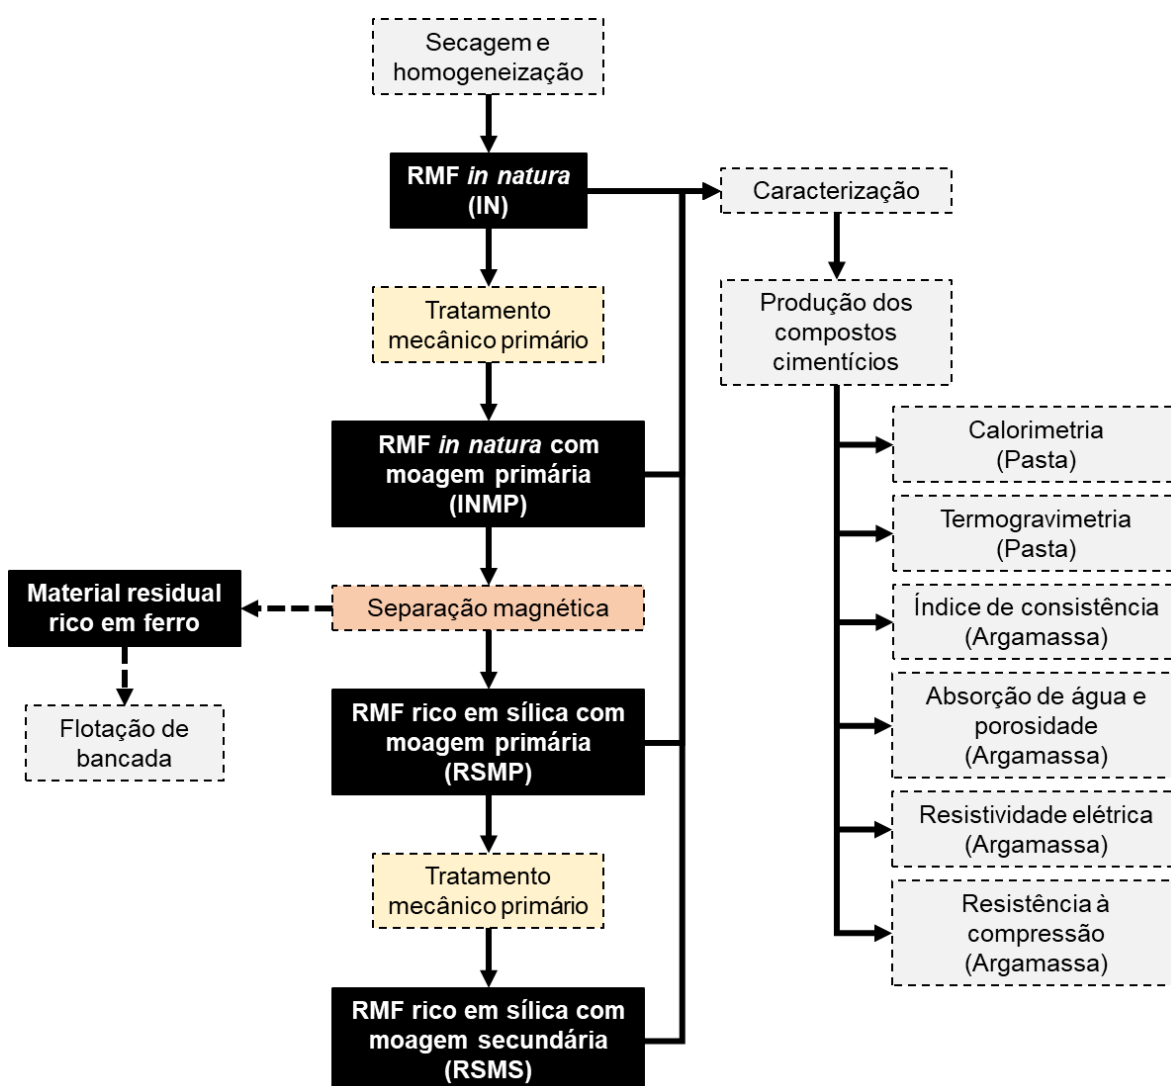 Secagem e
homogeneização
RMF in natura
(IN)
Caracterização
Tratamento
mecânico primário
Produção dos
compostos
cimentícios
RMF in natura com
moagem primária
(INMP)
Calorimetria
(Pasta)
Termogravimetria
(Pasta)
Material residual
rico em ferro
Separação magnética
Índice de consistência
(Argamassa)
Flotação de
bancada
RMF rico em sílica com
moagem primária
(RSMP)
Absorção de água e
porosidade
(Argamassa)
Resistividade elétrica
(Argamassa)
Tratamento
mecânico primário
Resistência à
compressão
(Argamassa)
RMF rico em sílica com
moagem secundária
(RSMS)